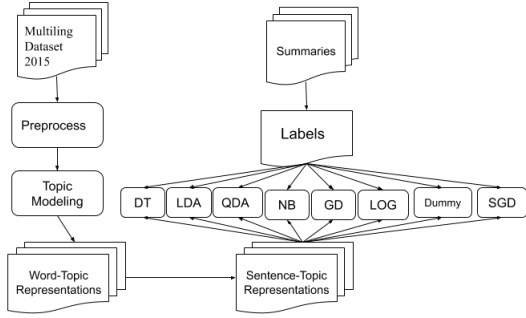 Multiling
Dataset
2015
Summaries
Preprocess
Labels
Topic
Modeling
DT
LDA
QDA
NB
GD
LOG
Dummy
SGD
Word-Topic
Representations
Sentence-Topic
Representations